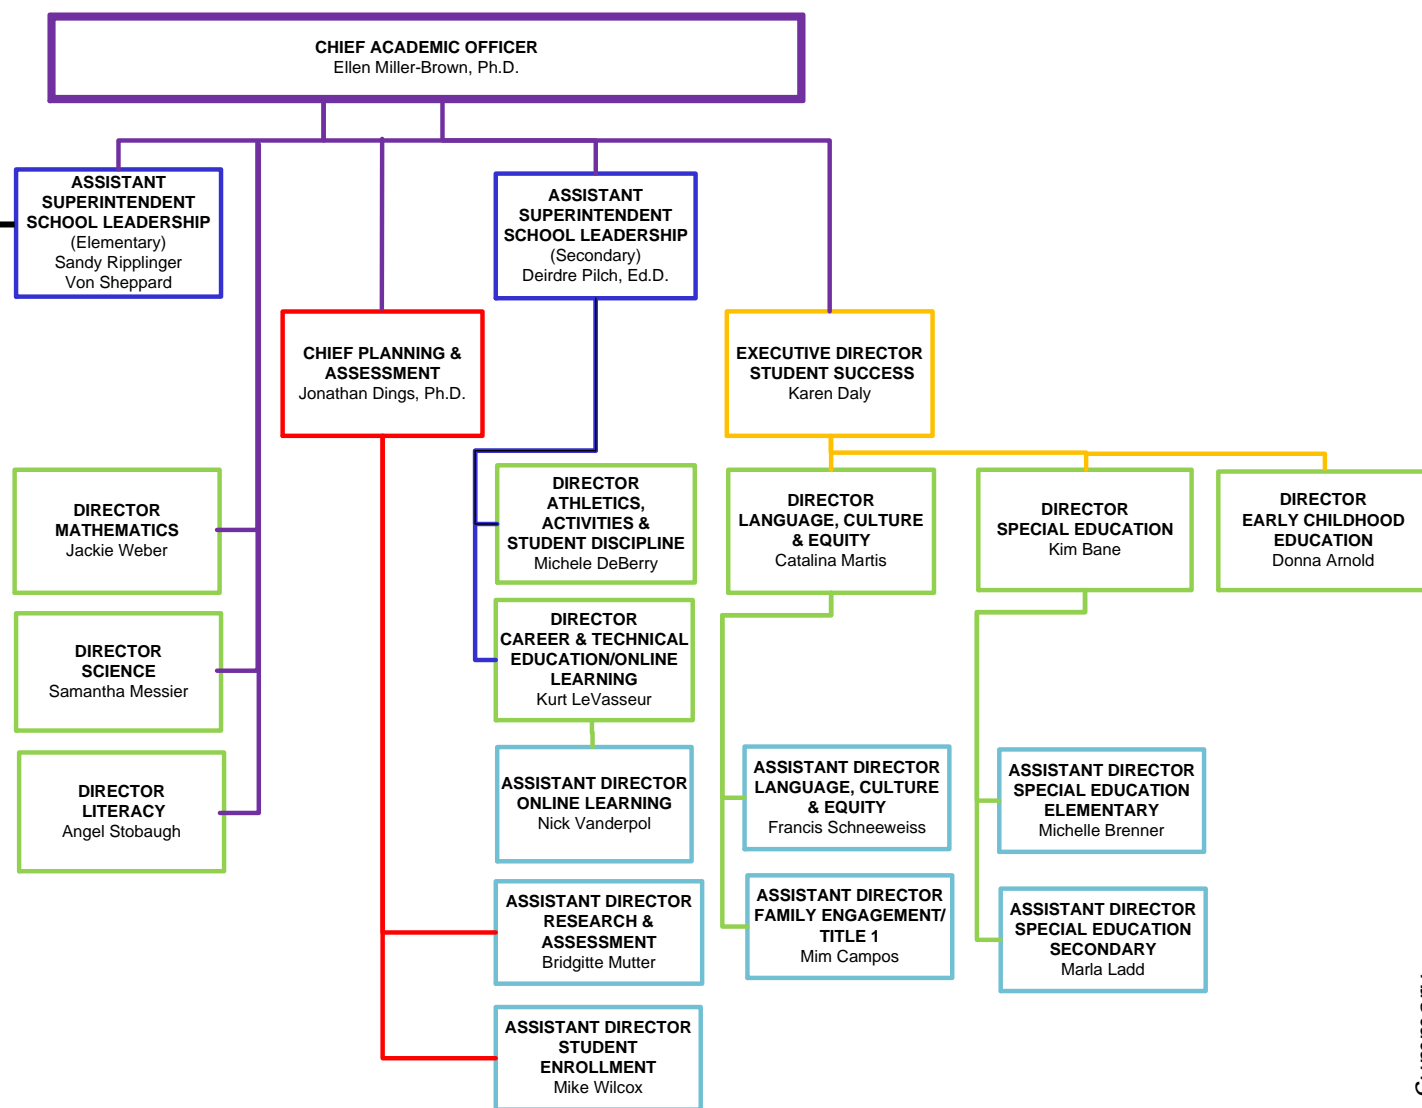 CHIEF ACADEMIC OFFICER
Ellen Miller-Brown, Ph.D.
ASSISTANT
SUPERINTENDENT
SCHOOL LEADERSHIP
(Elementary)
Sandy Ripplinger
Von Sheppard
ASSISTANT
SUPERINTENDENT
SCHOOL LEADERSHIP
(Secondary)
Deirdre Pilch, Ed.D.
CHIEF PLANNING &
ASSESSMENT
Jonathan Dings, Ph.D.
EXECUTIVE DIRECTOR
STUDENT SUCCESS
Karen Daly
DIRECTOR
MATHEMATICS
Jackie Weber
DIRECTOR
ATHLETICS,
ACTIVITIES &
STUDENT DISCIPLINE
Michele DeBerry
DIRECTOR
LANGUAGE, CULTURE
& EQUITY
Catalina Martis
DIRECTOR
SPECIAL EDUCATION
Kim Bane
DIRECTOR
EARLY CHILDHOOD
EDUCATION
Donna Arnold
DIRECTOR
SCIENCE
Samantha Messier
DIRECTOR
CAREER & TECHNICAL
EDUCATION/ONLINE
LEARNING
Kurt LeVasseur
DIRECTOR
LITERACY
Angel Stobaugh
ASSISTANT DIRECTOR
ONLINE LEARNING
Nick Vanderpol
ASSISTANT DIRECTOR
LANGUAGE, CULTURE
& EQUITY
Francis Schneeweiss
ASSISTANT DIRECTOR
SPECIAL EDUCATION
ELEMENTARY
Michelle Brenner
ASSISTANT DIRECTOR
RESEARCH &
ASSESSMENT
Bridgitte Mutter
ASSISTANT DIRECTOR
FAMILY ENGAGEMENT/
TITLE 1
Mim Campos
ASSISTANT DIRECTOR
SPECIAL EDUCATION
SECONDARY
Marla Ladd
ASSISTANT DIRECTOR
STUDENT
ENROLLMENT
Mike Wilcox